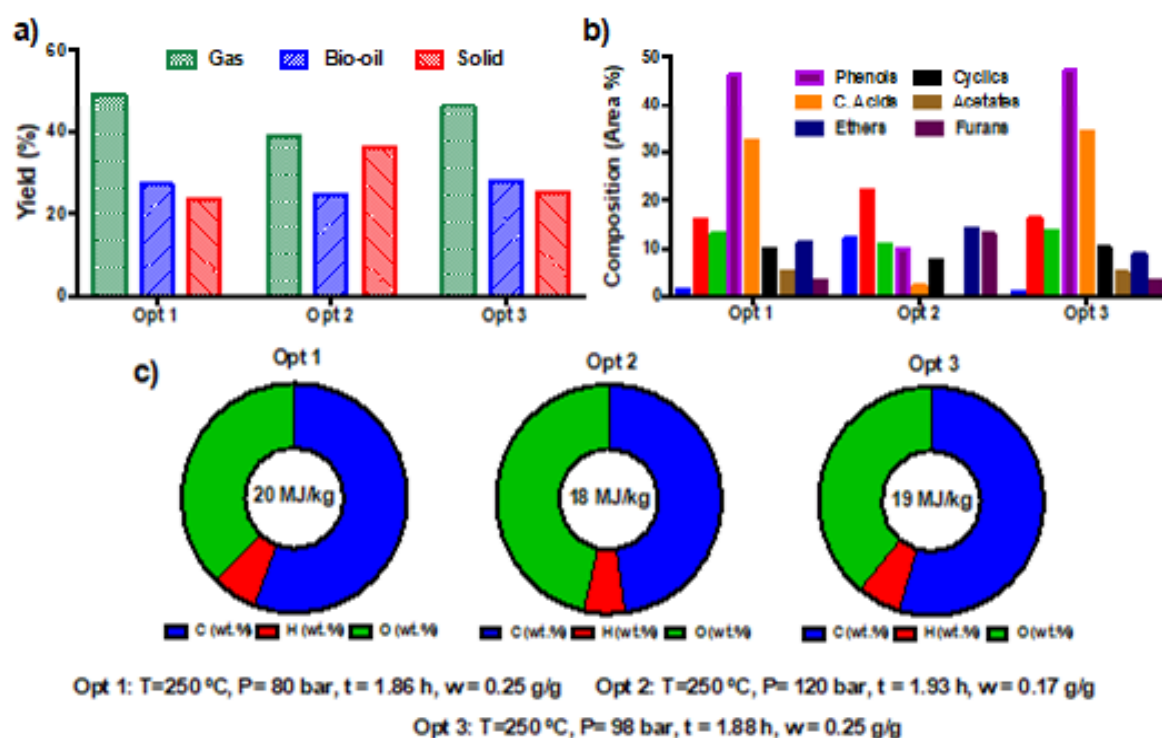 a)
60
40
20
0
Yield (%)
Gas Bio-oil Solid
Opt 1 Opt 2 Opt 3
b)
50
40
30
20
10
0
Composition (Area %)
Phenols Cyclics
C. Acids Acetates
Ethers Furans
Opt 1 Opt 2 Opt 3
c)
Opt 1
20 MJ/kg
C (wt.%) H (wt.%) O (wt.%)
Opt 2
18 MJ/kg
C (wt.%) H (wt.%) O (wt.%)
Opt 3
19 MJ/kg
C (wt.%) H (wt.%) O (wt.%)
Opt 1: T=250 ºC, P= 80 bar, t = 1.86 h, w = 0.25 g/g Opt 2: T=250 ºC, P= 120 bar, t = 1.93 h, w = 0.17 g/g
Opt 3: T=250 ºC, P= 98 bar, t = 1.88 h, w = 0.25 g/g